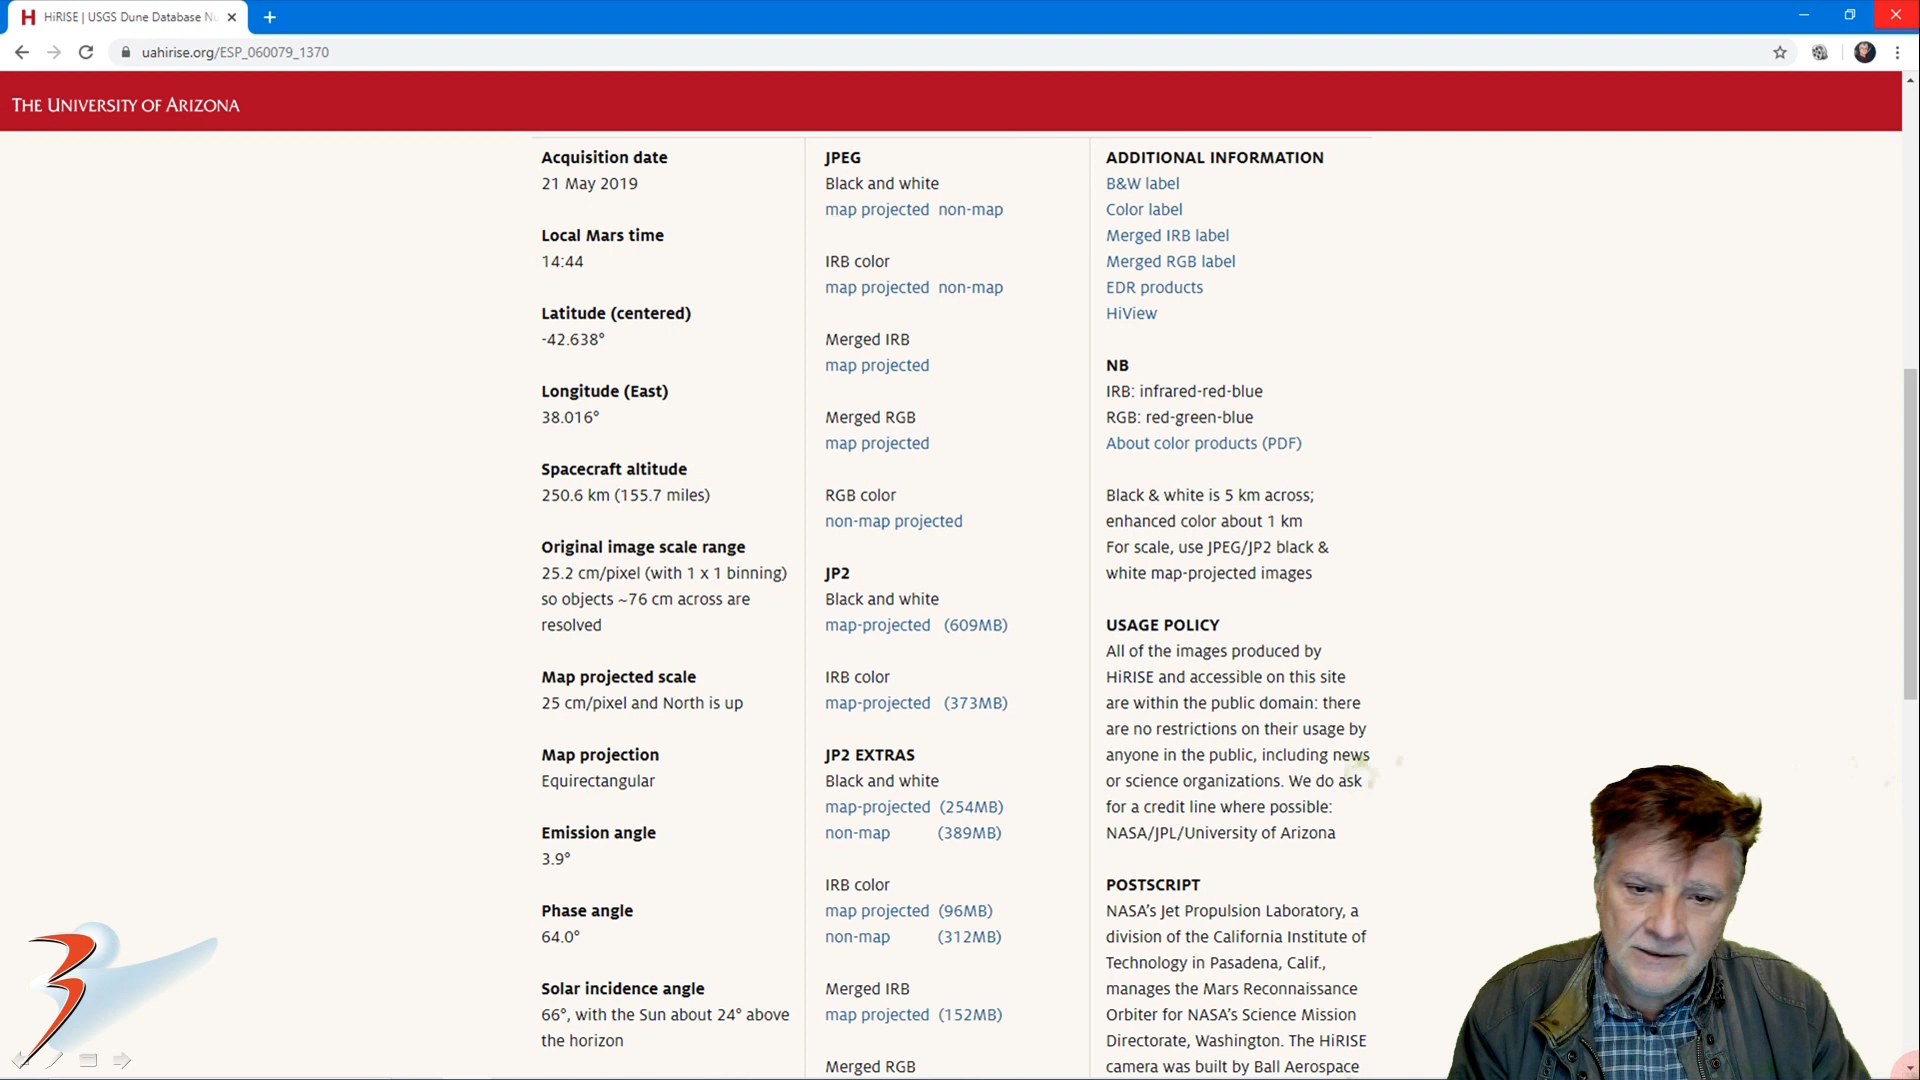 HiRISE | USGS Dune Database Nu
uahirise.org/ESP_060079_1370
THE UNIVERSITY OF ARIZONA
Acquisition date
21 May 2019
Local Mars time
14:44
Latitude (centered)
-42.638°
Longitude (East)
38.016°
Spacecraft altitude
250.6 km (155.7 miles)
Original image scale range
25.2 cm/pixel (with 1 x 1 binning)
so objects ~76 cm across are
resolved
Map projected scale
25 cm/pixel and North is up
Map projection
Equirectangular
Emission angle
3.9°
Phase angle
64.0°
Solar incidence angle
66°, with the Sun about 24° above
the horizon
JPEG
Black and white
map projected non-map
IRB color
map projected non-map
Merged IRB
map projected
Merged RGB
map projected
RGB color
non-map projected
JP2
Black and white
map-projected (609MB)
IRB color
map-projected (373MB)
JP2 EXTRAS
Black and white
map-projected (254MB)
non-map (389MB)
IRB color
map projected (96MB)
non-map (312MB)
Merged IRB
map projected (152MB)
Merged RGB
ADDITIONAL INFORMATION
B&W label
Color label
Merged IRB label
Merged RGB label
EDR products
HiView
NB
IRB: infrared-red-blue
RGB: red-green-blue
About color products (PDF)
Black & white is 5 km across;
enhanced color about 1 km
For scale, use JPEG/JP2 black &
white map-projected images
USAGE POLICY
All of the images produced by
HiRISE and accessible on this site
are within the public domain: there
are no restrictions on their usage by
anyone in the public, including news
or science organizations. We do ask
for a credit line where possible:
NASA/JPL/University of Arizona
POSTSCRIPT
NASA’s Jet Propulsion Laboratory, a
division of the California Institute of
Technology in Pasadena, Calif.,
manages the Mars Reconnaissance
Orbiter for NASA’s Science Mission
Directorate, Washington. The HiRISE
camera was built by Ball Aerospace